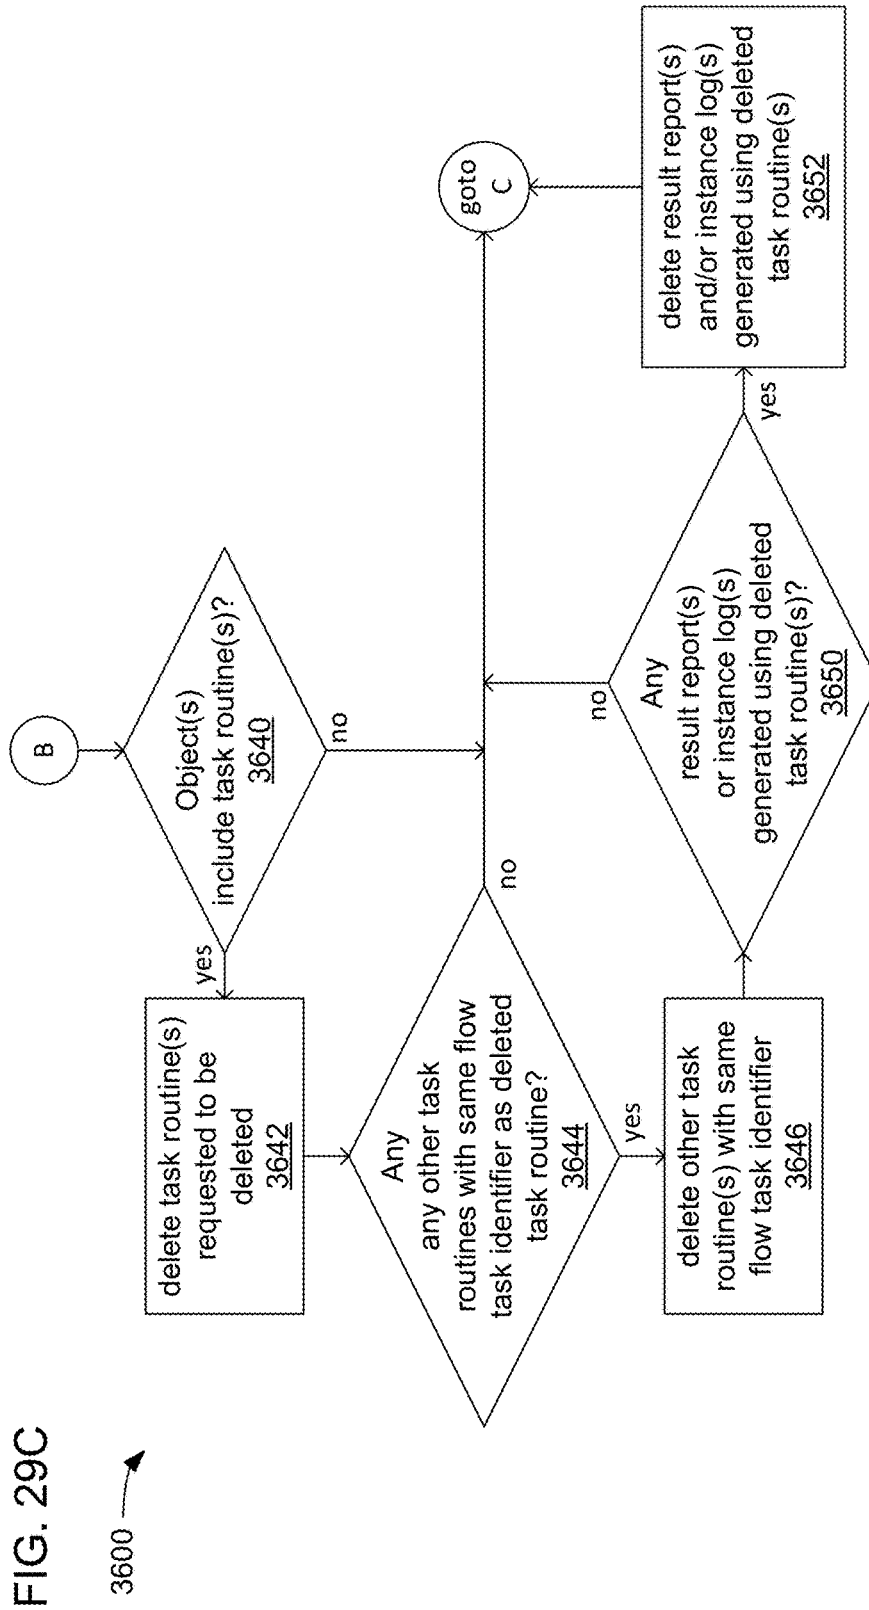 FIG. 29C
3600
B
Object(s)
include task routine(s)?
3640
yes
no
delete task routine(s)
requested to be
deleted
3642
Any
any other task
routines with same flow
task identifier as deleted
task routine?
3644
no
yes
delete other task
routine(s) with same
flow task identifier
3646
Any
result report(s)
or instance log(s)
generated using deleted
task routine(s)?
3650
no
yes
delete result report(s)
and/or instance log(s)
generated using deleted
task routine(s)
3652
goto
C